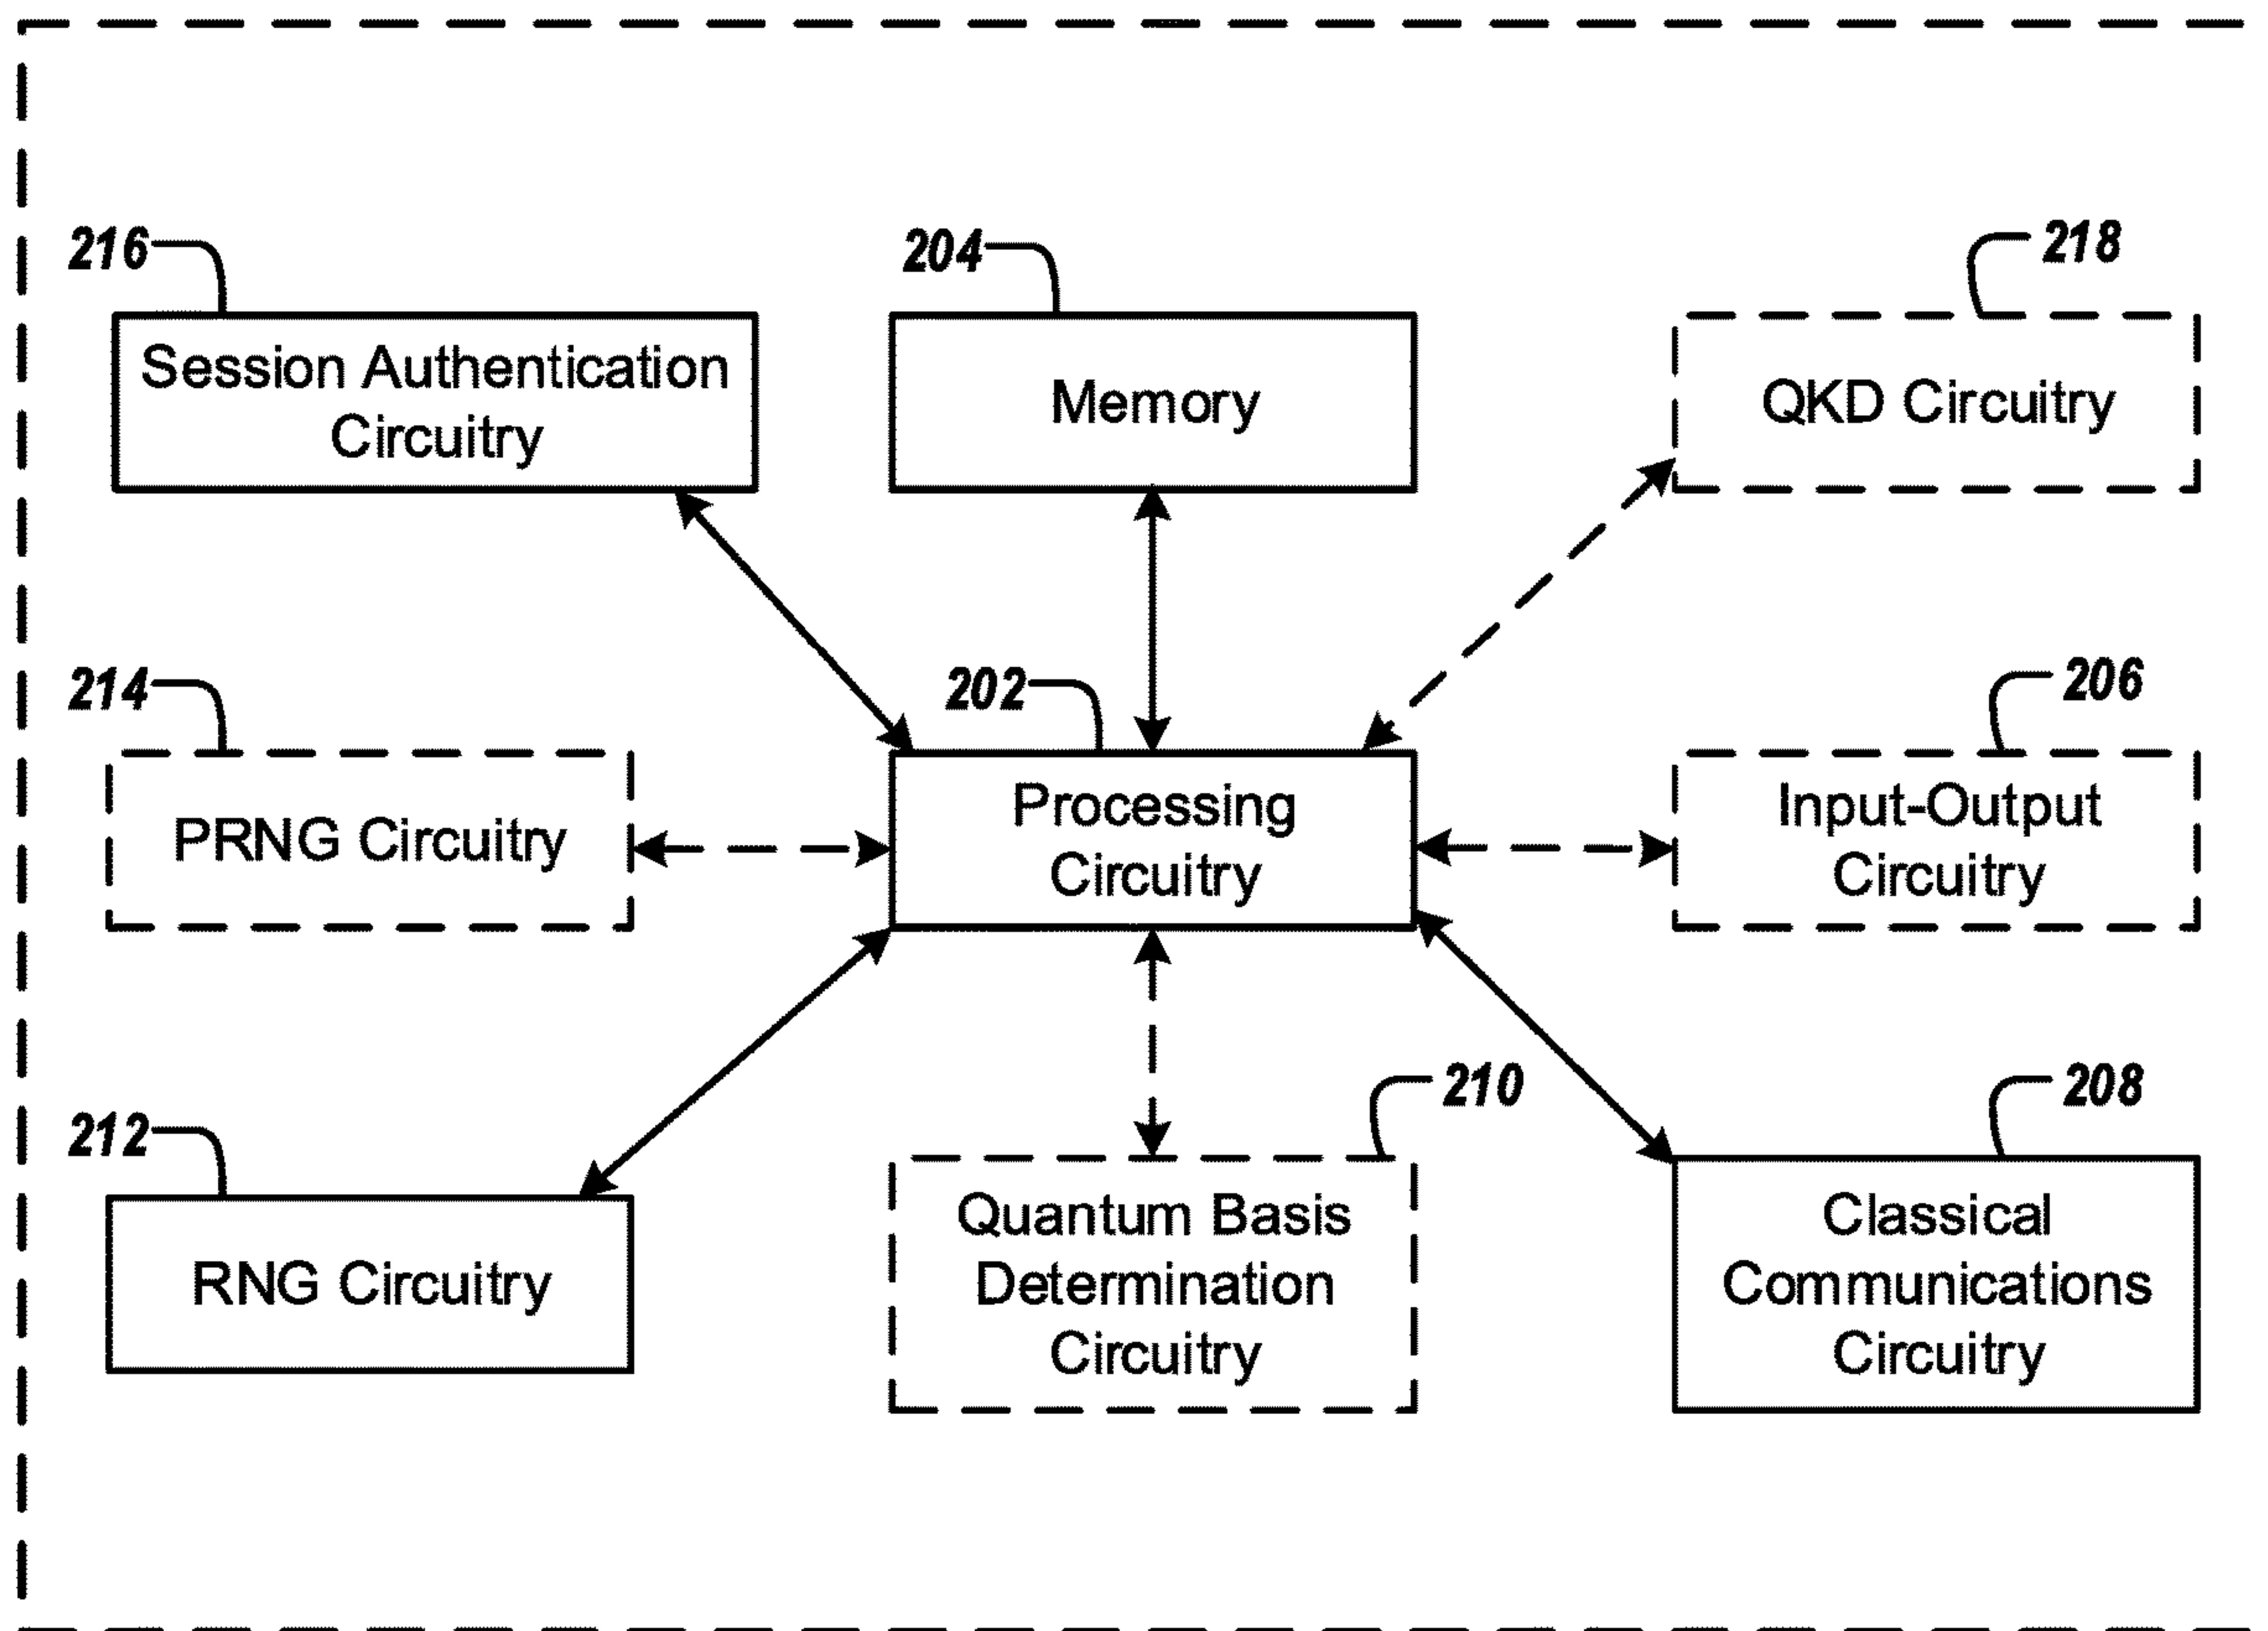 216
204
218
Session Authentication
Circuitry
Memory
QKD Circuitry
214
202
206
PRNG Circuitry
Processing
Circuitry
Input-Output
Circuitry
212
210
208
RNG Circuitry
Quantum Basis
Determination
Circuitry
Classical
Communications
Circuitry